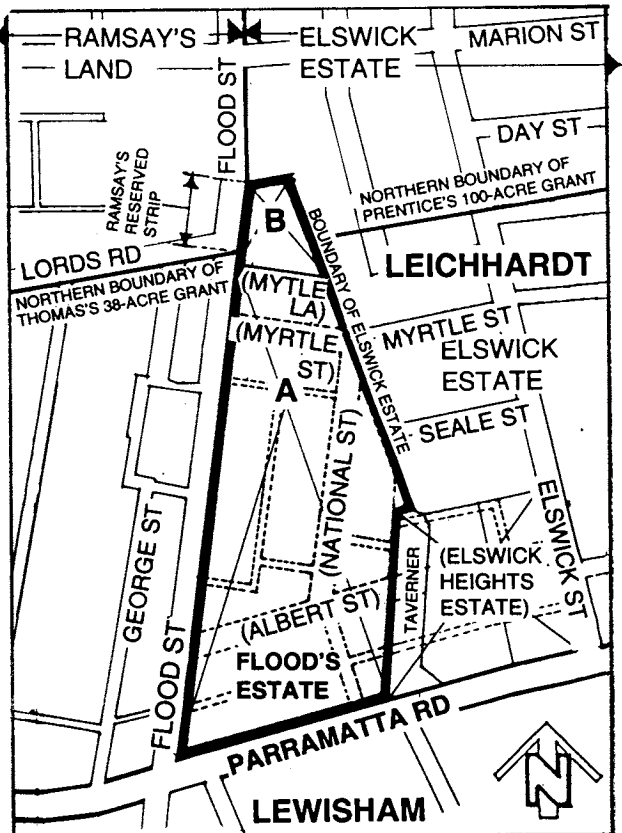 RAMSAY'S
LAND
ELSWICK
ESTATE
MARION ST
FLOOD ST
DAY ST
RAMSAY'S
RESERVED
STRIP
NORTHERN BOUNDARY OF
PRENTICE'S 100-ACRE GRANT
B
BOUNDARY OF ELSWICK ESTATE
LORDS RD
LEICHHARDT
NORTHERN BOUNDARY OF
THOMAS'S 38-ACRE GRANT
(MYTLE
LA)
(MYRTLE
ST)
MYRTLE ST
ELSWICK
ESTATE
A
SEALE ST
(NATIONAL ST)
ELSWICK ST
GEORGE ST
(ELSWICK
HEIGHTS
ESTATE)
TAVERNER
(ALBERT ST)
FLOOD'S
ESTATE
FLOOD ST
PARRAMATTA RD
LEWISHAM
N